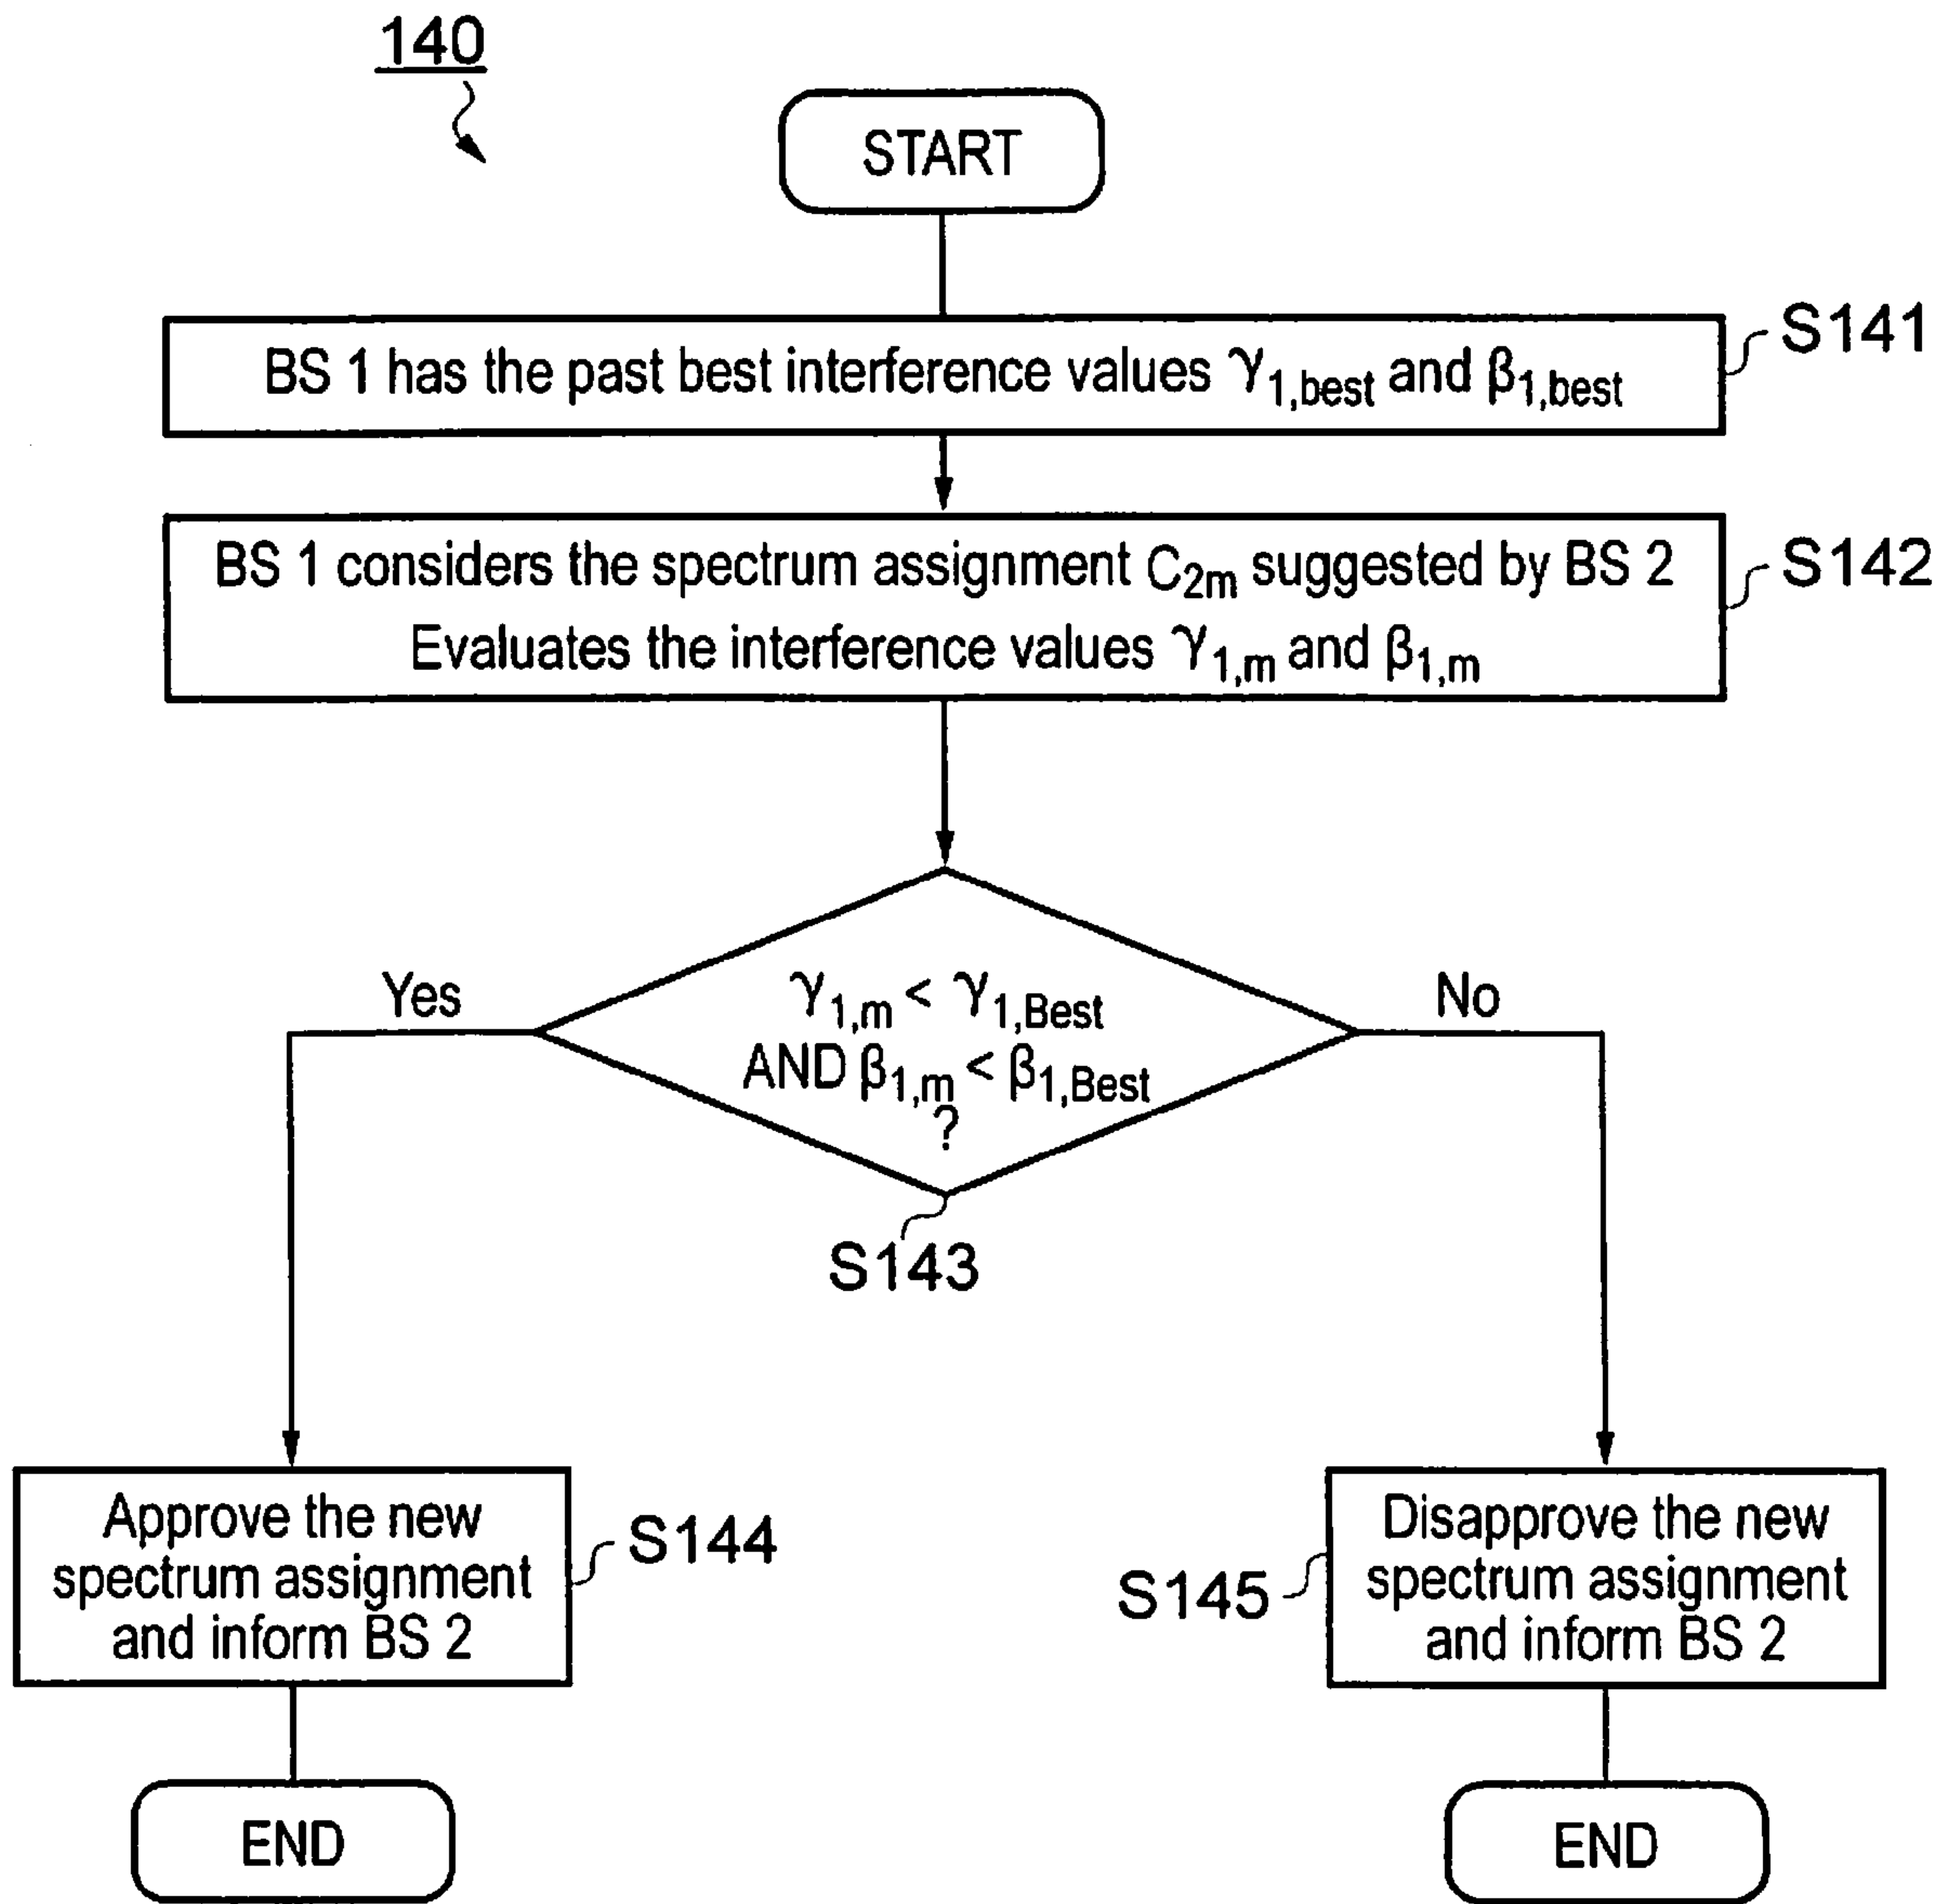 140
START
BS 1 has the past best interference values γ1,best and β1,best
S141
BS 1 considers the spectrum assignment C2m suggested by BS 2
Evaluates the interference values γ1,m and β1,m
S142
Yes
γ1,m < γ1,Best
AND β1,m < β1,Best
?
No
S143
Approve the new
spectrum assignment
and inform BS 2
S144
Disapprove the new
spectrum assignment
and inform BS 2
S145
END
END